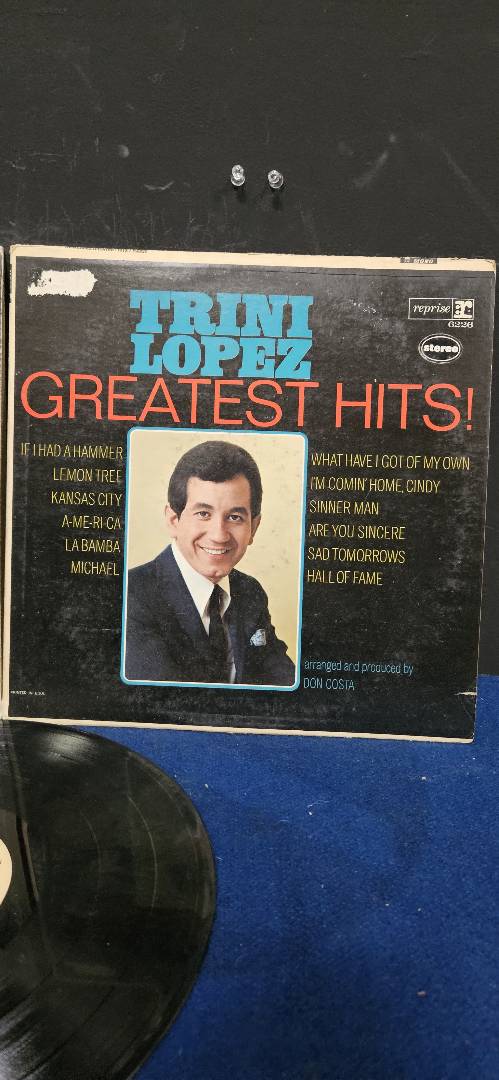 TRINI
LOPEZ
GREATEST HITS!
reprise
6226
stereo
IF I HAD A HAMMER
LEMON TREE
KANSAS CITY
A-ME-RI-CA
LA BAMBA
MICHAEL
WHAT HAVE I GOT OF MY OWN
I'M COMIN' HOME, CINDY
SINNER MAN
ARE YOU SINCERE
SAD TOMORROWS
HALL OF FAME
arranged and produced by
DON COSTA
PRINTED IN U.S.A.